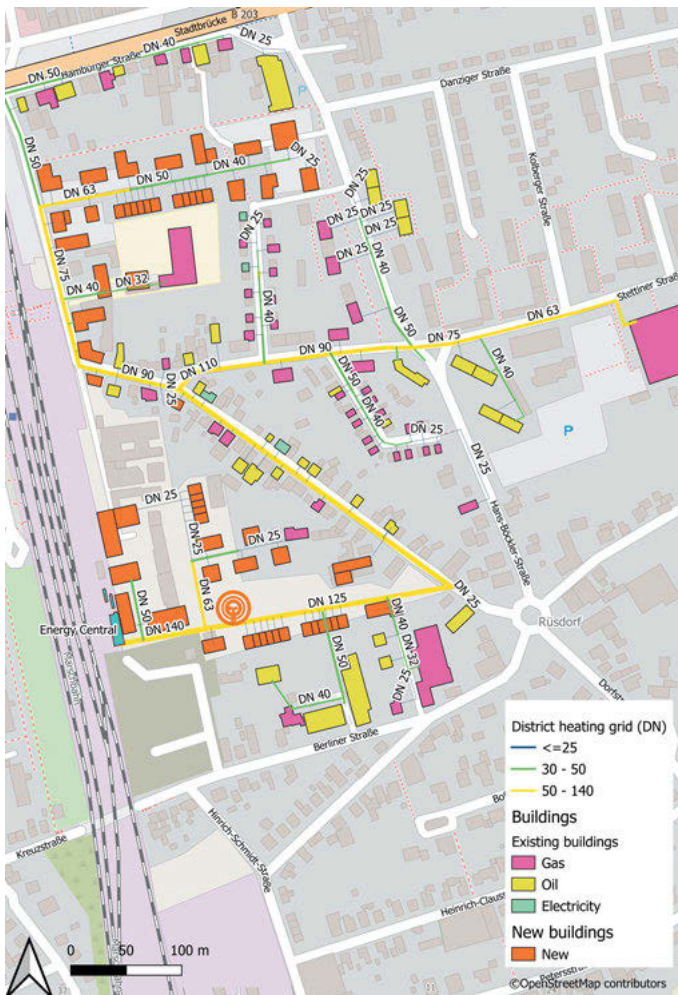 Stadtbrücke B 203
DN 25
DN 40
Hamburger Straße
DN 50
Danziger Straße
P
DN 50
DN 25
DN 40
DN 50
DN 63
DN 25
DN 25
DN 25
DN 25
DN 25
Kolberger Straße
DN 75
DN 32
DN 40
DN 40
DN 40
DN 50
Stettiner Straße
DN 63
DN 75
DN 90
DN 110
DN 90
DN 25
DN 50
DN 40
DN 25
DN 40
P
DN 25
Hans-Böckler-Straße
DN 25
DN 25
DN 25
DN 63
DN 50
DN 125
DN 140
Energy Central
DN 25
Rüsdorf
DN 40
DN 32
DN 50
DN 25
DN 40
Berliner Straße
Kreuzstraße
Hinrich-Schmidt-Straße
District heating grid (DN)
<=25
30 - 50
50 - 140
Buildings
Existing buildings
Gas
Oil
Electricity
New buildings
New
0 50 100 m
©OpenStreetMap contributors